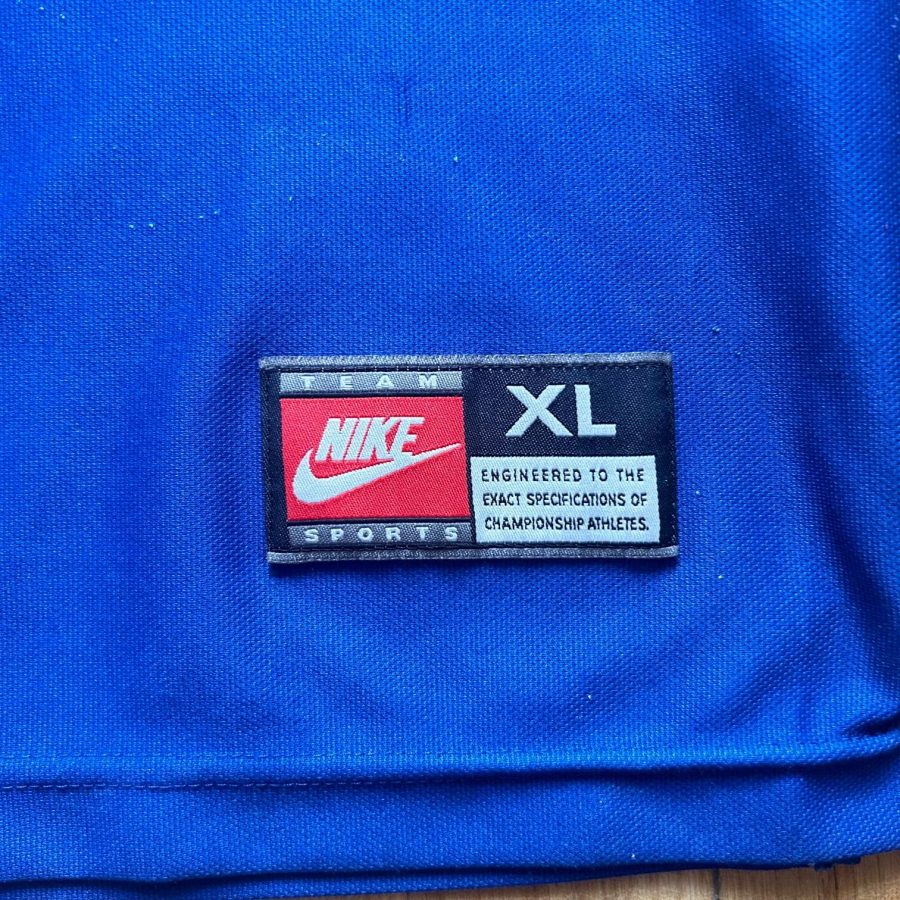 TEAM
NIKE
SPORTS
XL
ENGINEERED TO THE
EXACT SPECIFICATIONS OF
CHAMPIONSHIP ATHLETES.